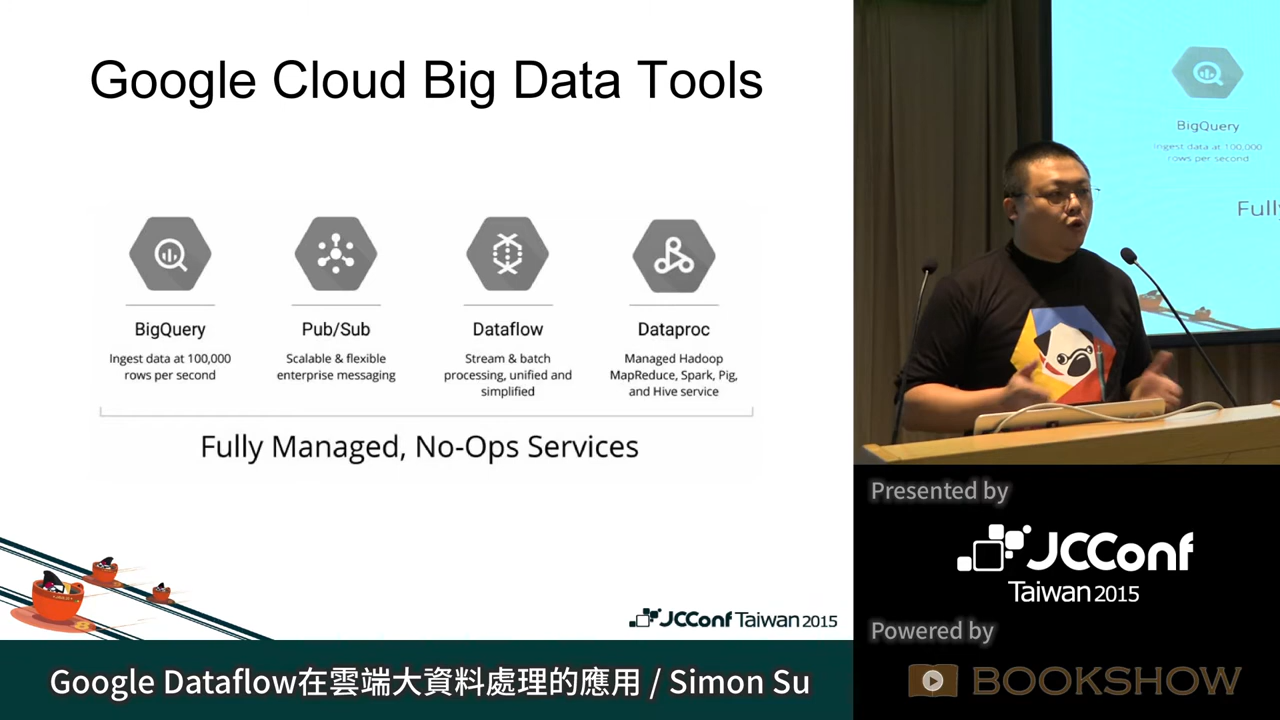 Google Cloud Big Data Tools
BigQuery
Ingest data at 100,000
rows per second
Pub/Sub
Scalable & flexible
enterprise messaging
Dataflow
Stream & batch
processing, unified and
simplified
Dataproc
Managed Hadoop
MapReduce, Spark, Pig,
and Hive service
Fully Managed, No-Ops Services
JCConf Taiwan 2015
Google Dataflow在雲端大資料處理的應用 / Simon Su
BigQuery
Ingest data at 100,000
rows per second
Full
Presented by
JCConf
Taiwan 2015
Powered by
BOOKSHOW